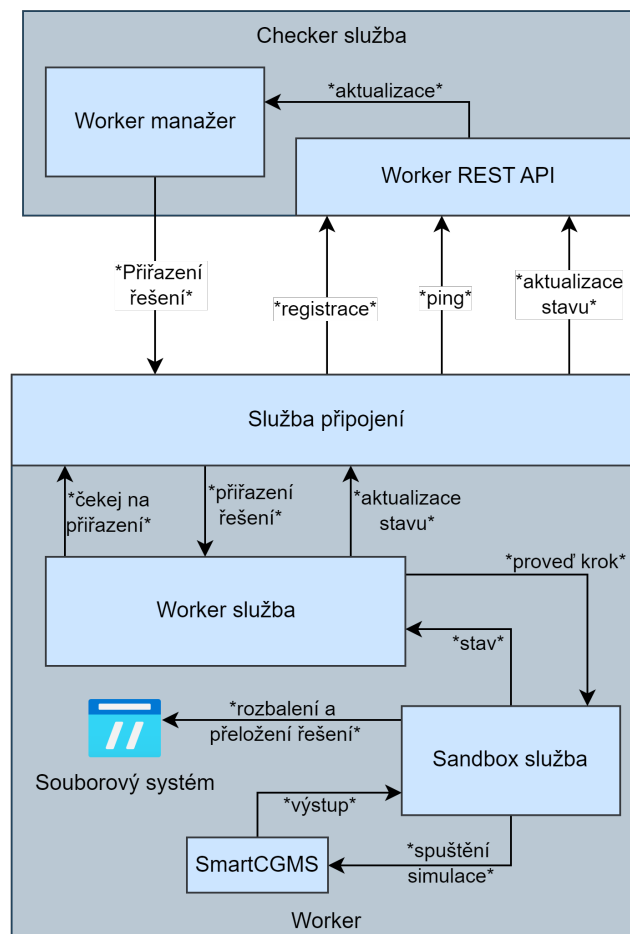 Checker služba
Worker manažer
*aktualizace*
Worker REST API
*Přiřazení
řešení*
*registrace*
*ping*
*aktualizace
stavu*
Služba připojení
*čekej na
přiřazení*
*přiřazení
řešení*
*aktualizace
stavu*
*proveď krok*
Worker služba
*stav*
*rozbalení a
přeložení řešení*
Souborový systém
Sandbox služba
*výstup*
SmartCGMS
*spuštění
simulace*
Worker